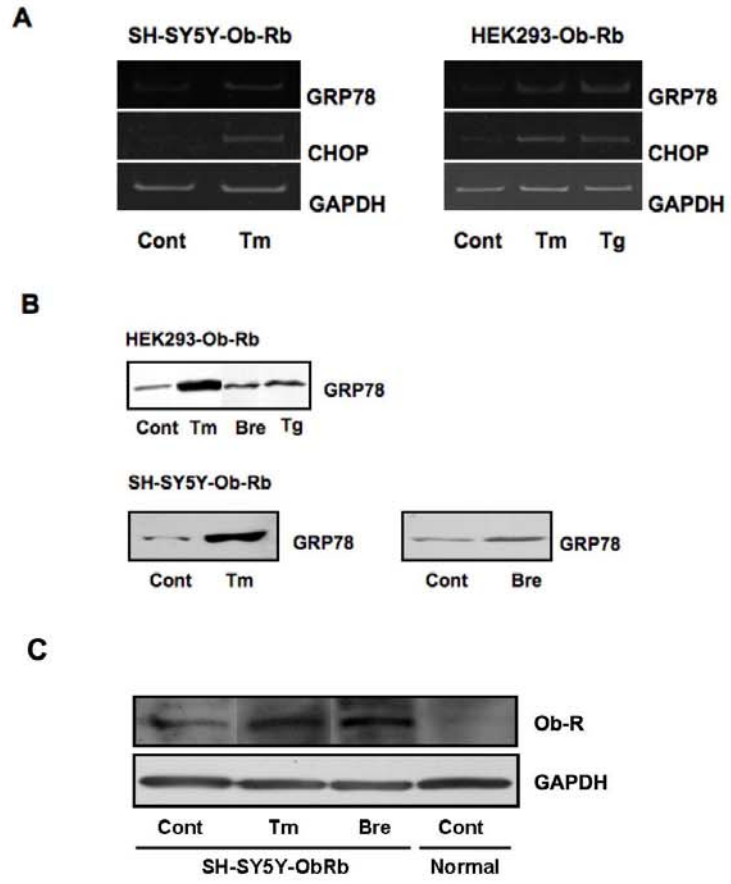 A
SH-SY5Y-Ob-Rb
HEK293-Ob-Rb
GRP78
CHOP
GAPDH
Cont Tm
GRP78
CHOP
GAPDH
Cont Tm Tg
B
HEK293-Ob-Rb
GRP78
Cont Tm Bre Tg
SH-SY5Y-Ob-Rb
GRP78
Cont Tm
GRP78
Cont Bre
C
Ob-R
GAPDH
Cont Tm Bre Cont
SH-SY5Y-ObRb Normal